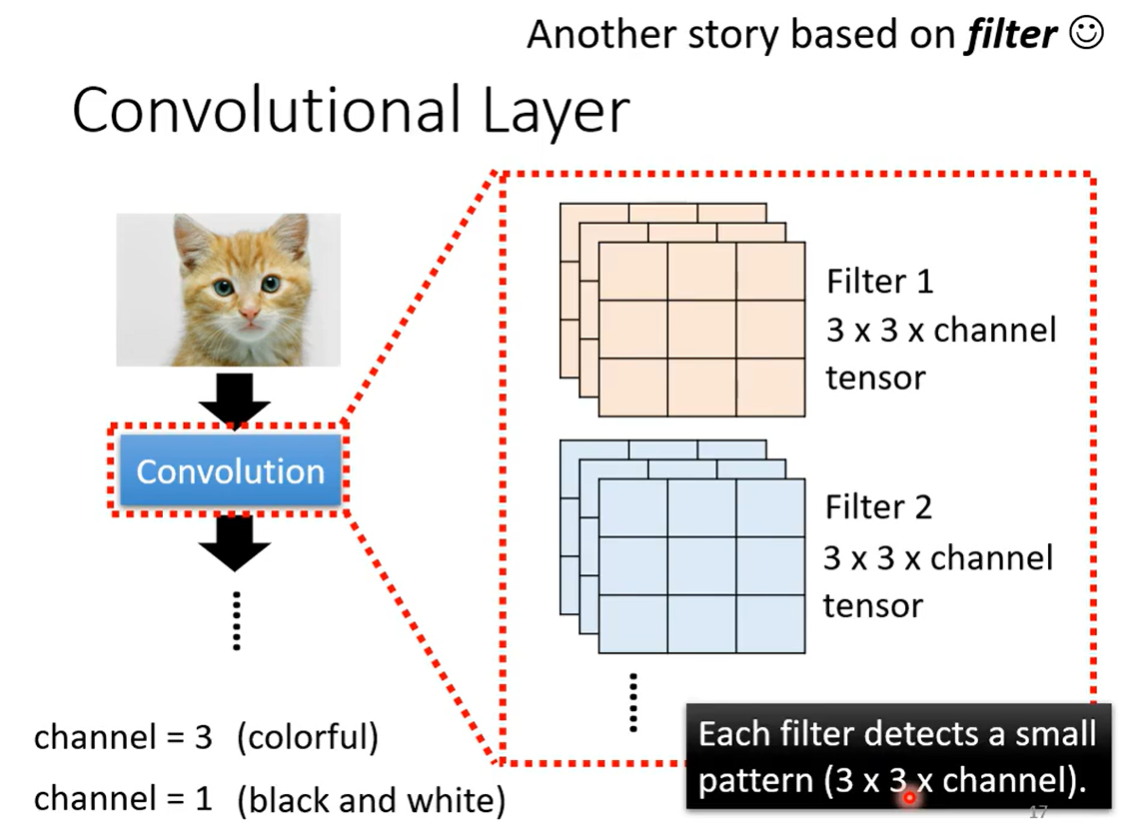 Another story based on filter ☺
Convolutional Layer
Convolution
channel = 3 (colorful)
channel = 1 (black and white)
Filter 1
3 x 3 x channel
tensor
Filter 2
3 x 3 x channel
tensor
Each filter detects a small
pattern (3 x 3 x channel).
17